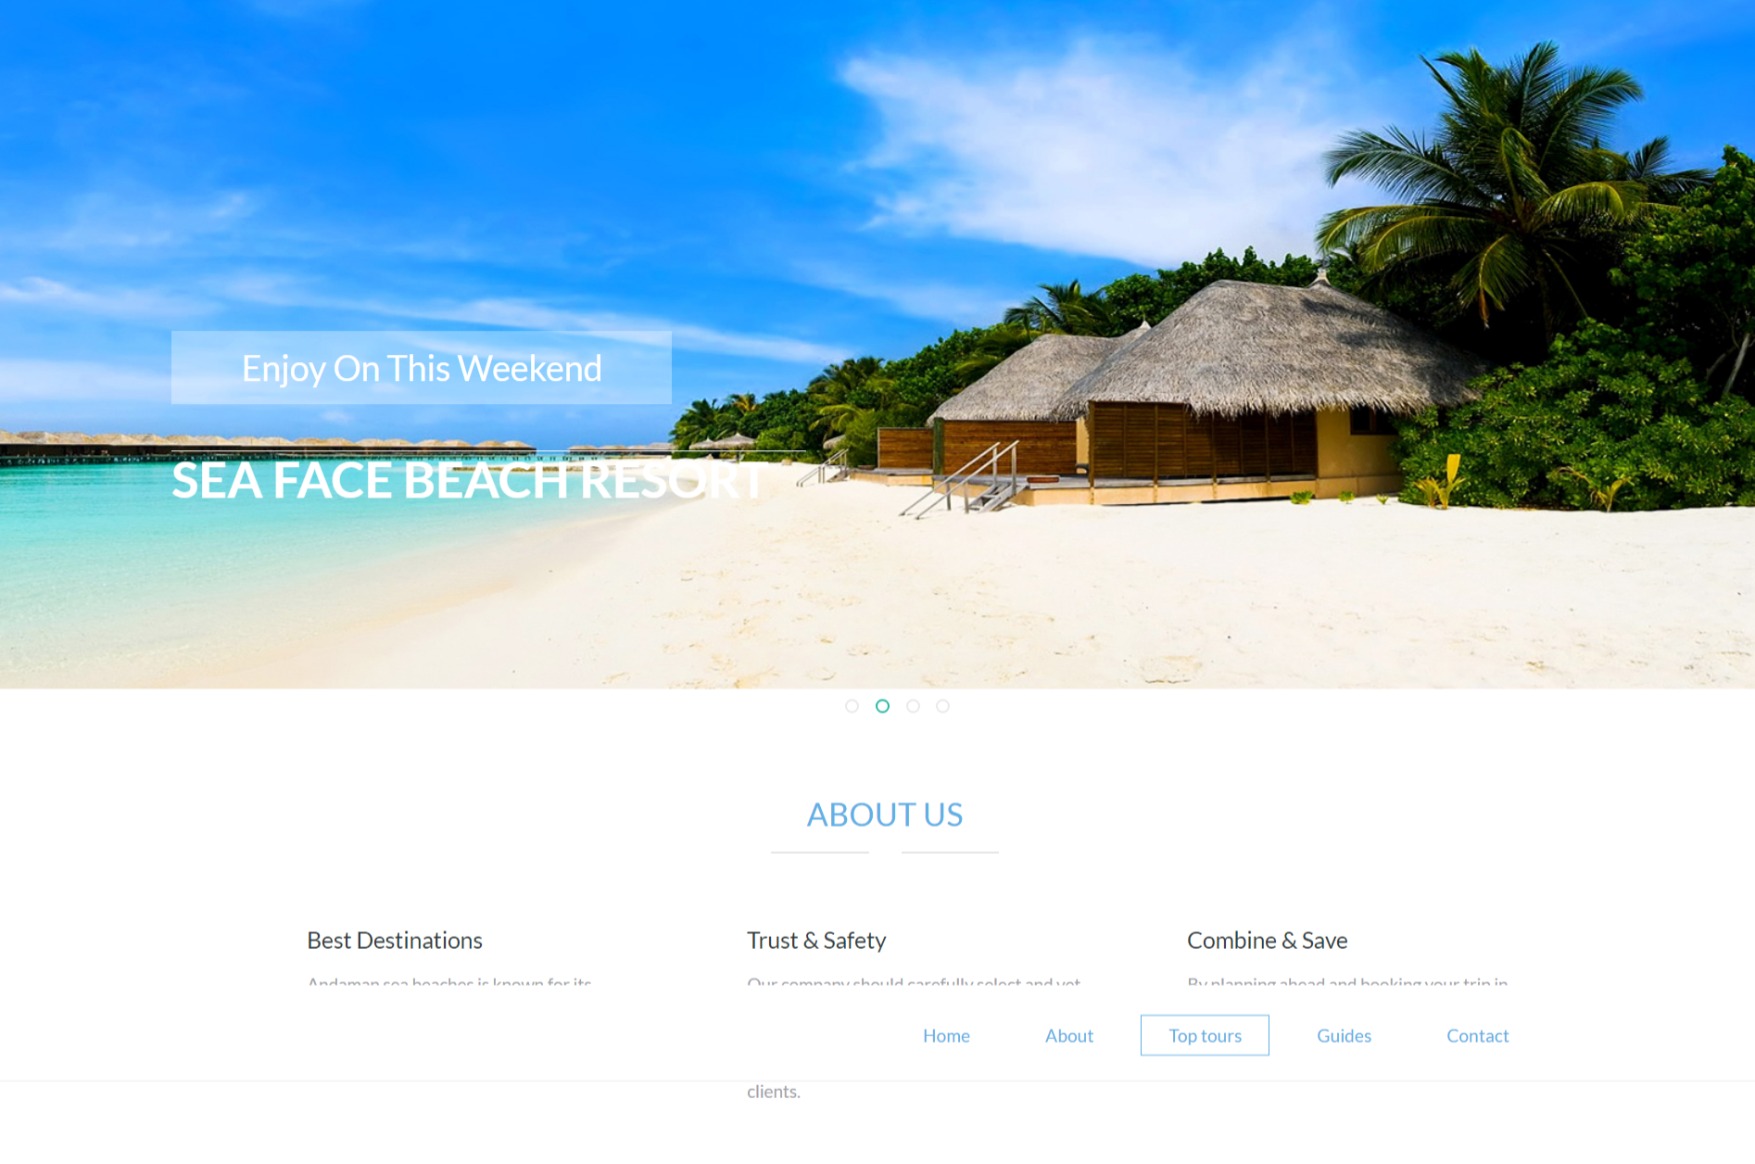 Enjoy On This Weekend
SEA FACE BEACH RESORT
ABOUT US
Best Destinations
Andaman sea beaches is known for its
Trust & Safety
Our company should carefully select and vet
clients.
Combine & Save
By planning ahead and booking your trip in
Home
About
Top tours
Guides
Contact